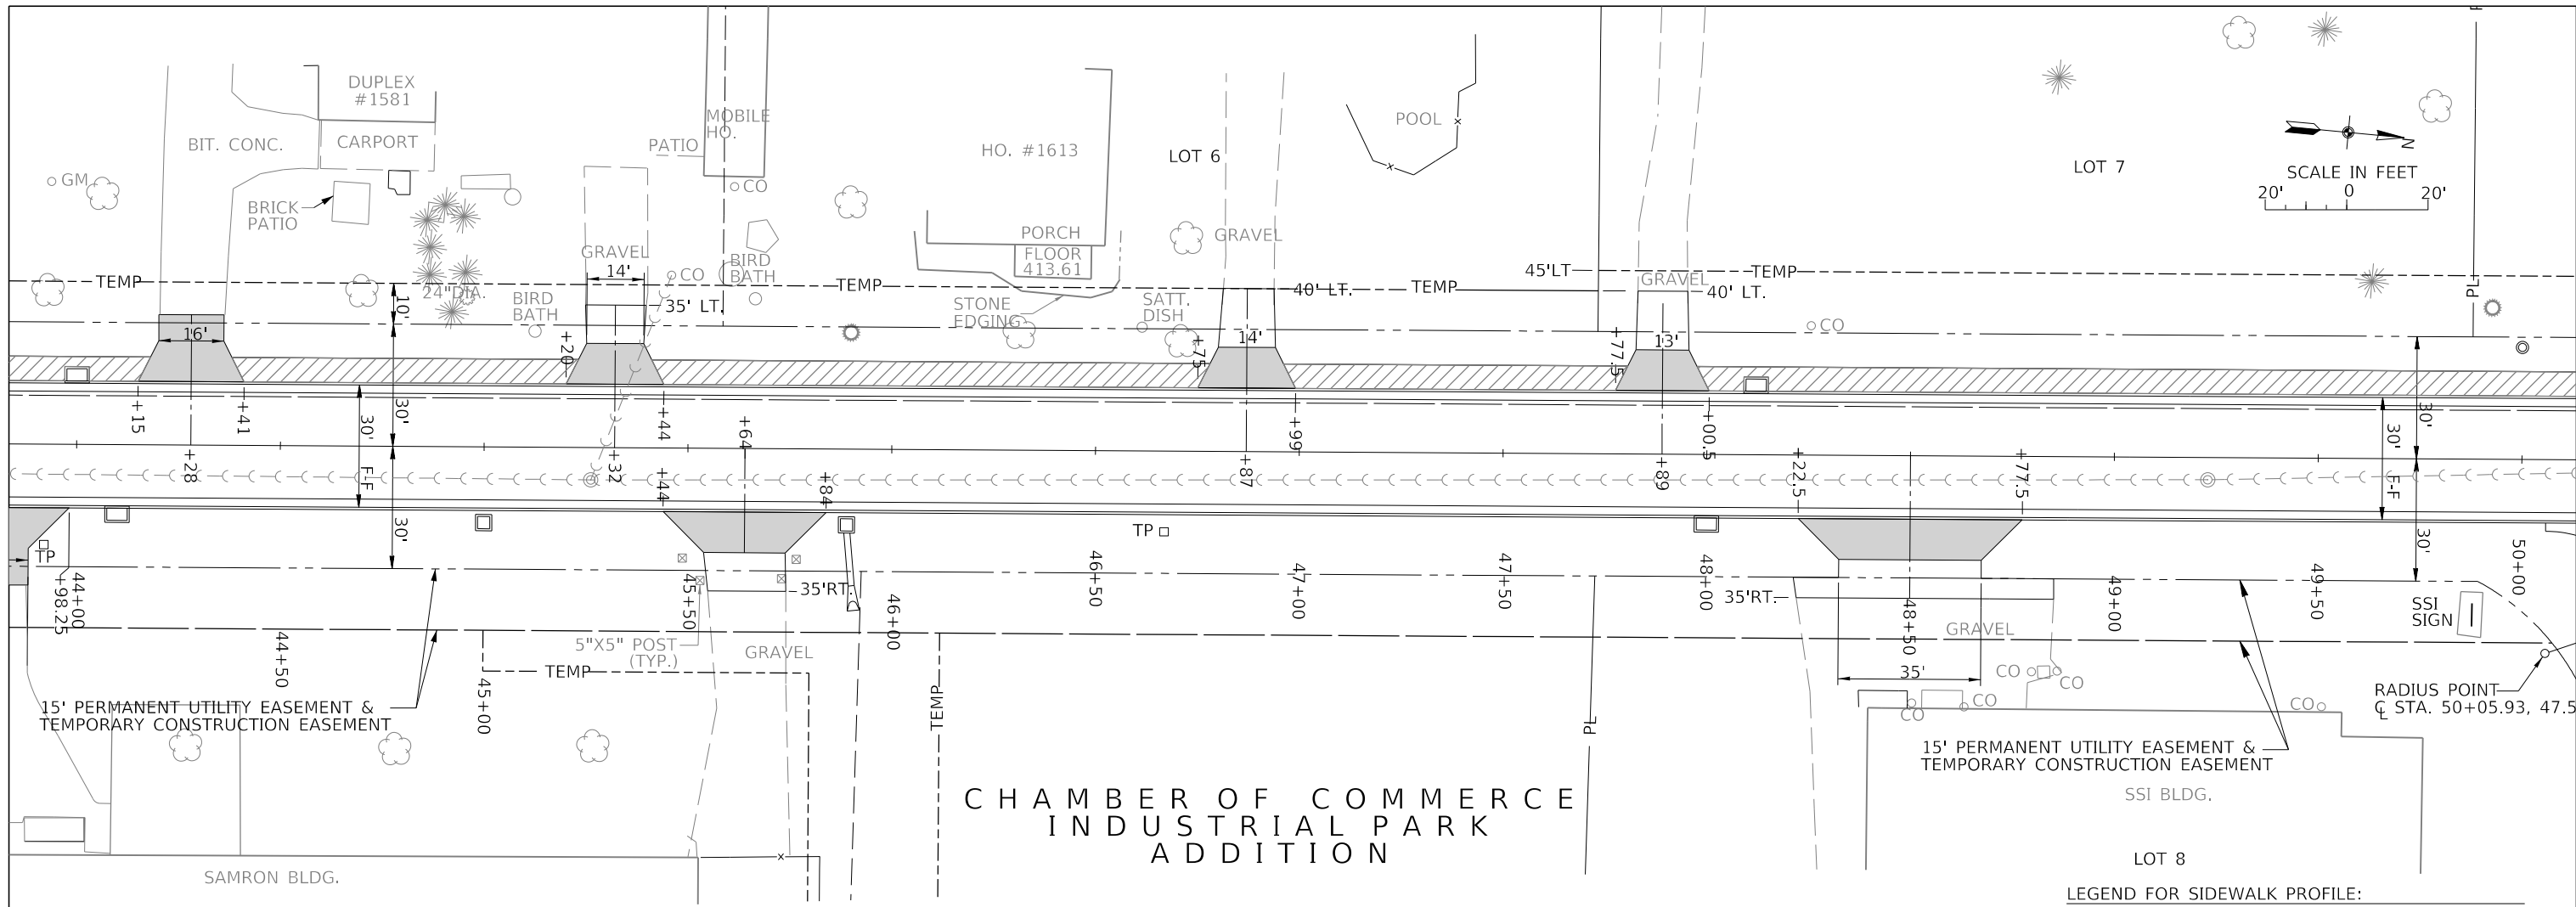 DUPLEX
#1581
BIT. CONC.
CARPORT
GM
BRICK
PATIO
MOBILE
HO.
PATIO
CO
HO. #1613
LOT 6
POOL
x
x
LOT 7
N
SCALE IN FEET
20' 0 20'
GRAVEL
14'
CO
BIRD
BATH
PORCH
FLOOR
413.61
GRAVEL
TEMP
10'
24"DIA.
BIRD
BATH
35' LT.
TEMP
STONE
EDGING
SATT.
DISH
40' LT.
TEMP
45'LT
TEMP
GRAVEL
40' LT.
CO
PL
16'
+20
+75
14'
+77.5
13'
+15
+41
30'
30'
+44
+64
+99
+00.5
30'
30'
+28
F-F
+32
+44
+84
+87
+89
+22.5
+77.5
F-F
30'
30'
TP
TP
44+00
+98.25
44+50
45+00
45+50
46+00
46+50
47+00
47+50
48+00
48+50
49+00
49+50
50+00
35'RT.
35'RT.
5"X5" POST
(TYP.)
GRAVEL
TEMP
TEMP
PL
GRAVEL
35'
CO
CO
CO
CO
CO
SSI
SIGN
RADIUS POINT
℄ STA. 50+05.93, 47.5
15' PERMANENT UTILITY EASEMENT &
TEMPORARY CONSTRUCTION EASEMENT
15' PERMANENT UTILITY EASEMENT &
TEMPORARY CONSTRUCTION EASEMENT
CHAMBER OF COMMERCE
INDUSTRIAL PARK
ADDITION
x
SAMRON BLDG.
SSI BLDG.
LOT 8
LEGEND FOR SIDEWALK PROFILE: